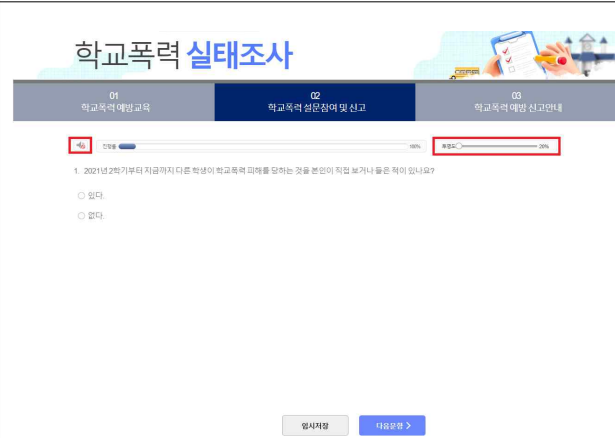 학교폭력 실태조사
01
학교폭력 예방교육
02
학교폭력 설문참여 및 신고
03
학교폭력 예방 신고안내
진행율 100% 투명도 20%
1. 2021년 2학기부터 지금까지 다른 학생이 학교폭력 피해를 당하는 것을 본인이 직접 보거나 들은 적이 있나요?
있다.
없다.
임시저장 다음문항 >